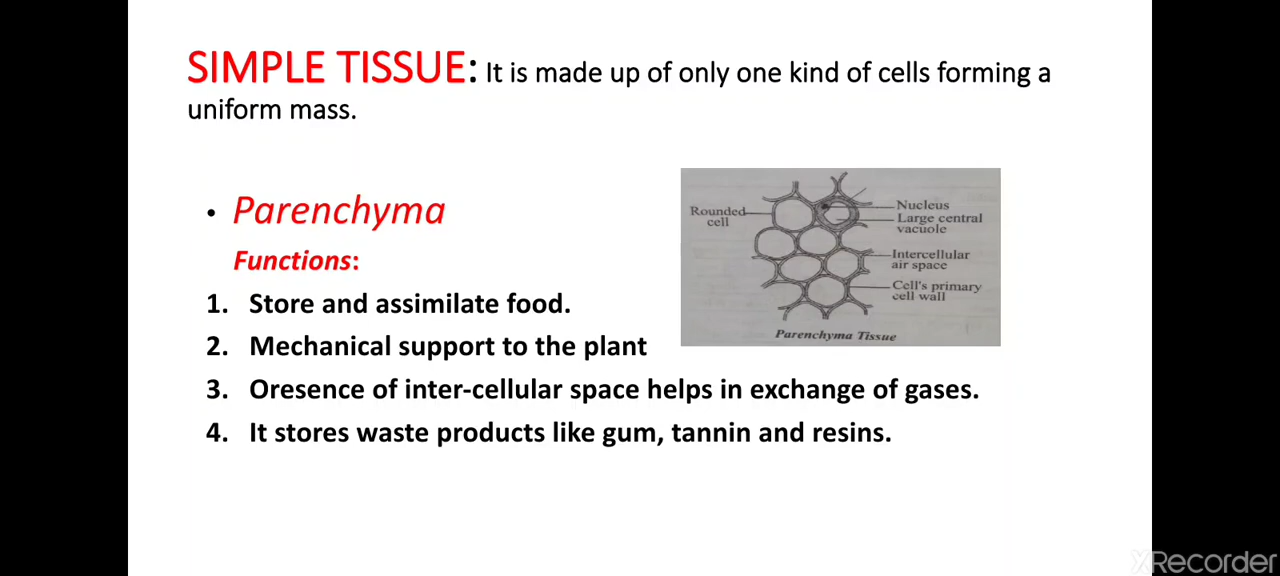 SIMPLE TISSUE: It is made up of only one kind of cells forming a
uniform mass.
• Parenchyma
Functions:
1. Store and assimilate food.
2. Mechanical support to the plant
3. Oresence of inter-cellular space helps in exchange of gases.
4. It stores waste products like gum, tannin and resins.
Rounded
cell
Nucleus
Large central
vacuole
Intercellular
air space
Cell's primary
cell wall
Parenchyma Tissue
XRecorder